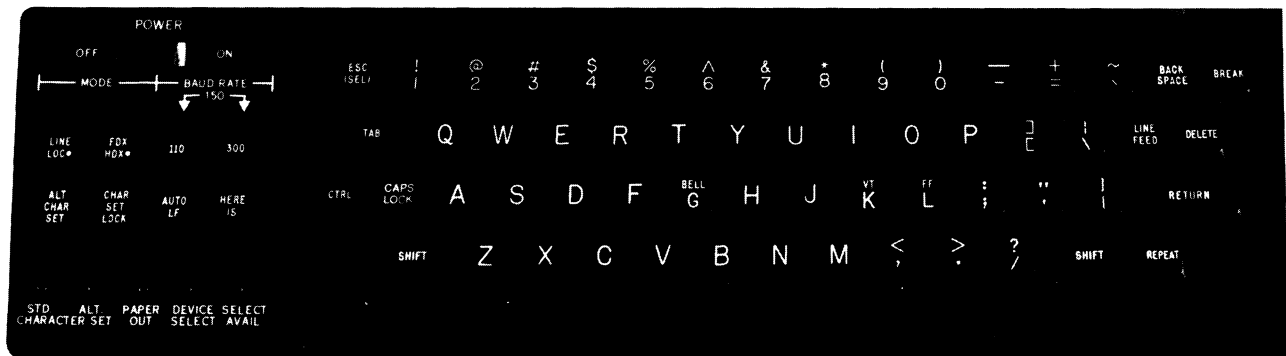 POWER
OFF ON
MODE BAUD RATE
150
LINE LOC* FDX HDX* 110 300
ALT CHAR SET CHAR SET LOCK AUTO LF HERE IS
STD ALT. CHARACTER SET PAPER OUT DEVICE SELECT SELECT AVAIL
ESC (SEL) ! 1 @ 2 # 3 $ 4 % 5 ^ 6 & 7 * 8 ( 9 ) 0 — - + = ~ \ BACK SPACE BREAK
TAB Q W E R T Y U I O P ] [ ¦ \ LINE FEED DELETE
CTRL CAPS LOCK A S D F BELL G H J VT K FF L : ; " ' RETURN
SHIFT Z X C V B N M < , > . ? / SHIFT REPEAT